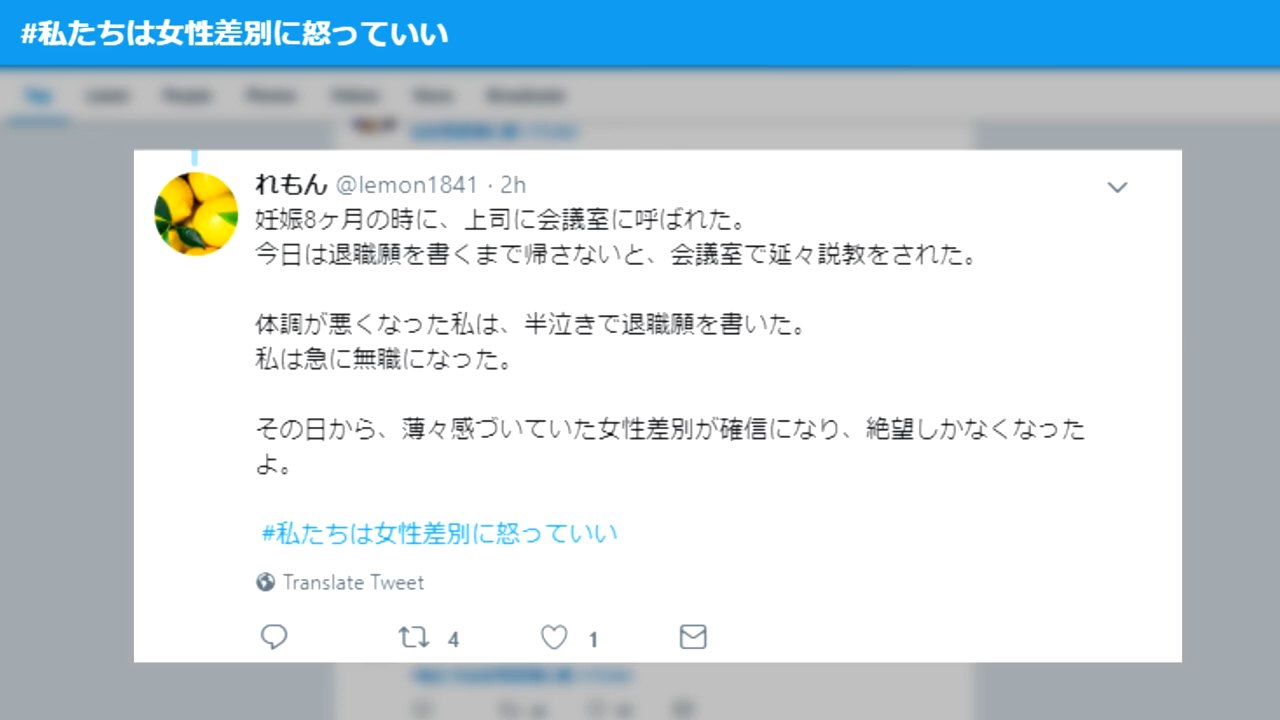 #私たちは女性差別に怒っていい
れもん @lemon1841 · 2h
妊娠8ヶ月の時に、上司に会議室に呼ばれた。
今日は退職願を書くまで帰さないと、会議室で延々説教をされた。
体調が悪くなった私は、半泣きで退職願を書いた。
私は急に無職になった。
その日から、薄々感づいていた女性差別が確信になり、絶望しかなくなった
よ。
#私たちは女性差別に怒っていい
Translate Tweet
4 1